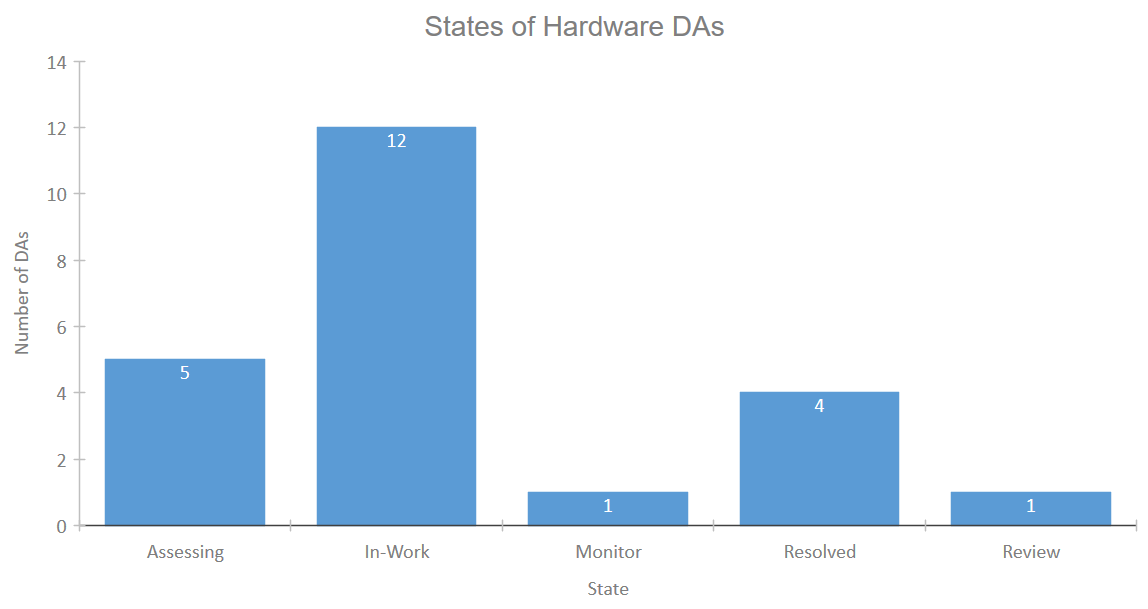 States of Hardware DAs
14
12
10
8
6
4
2
0
Number of DAs
5
12
1
4
1
Assessing
In-Work
Monitor
Resolved
Review
State